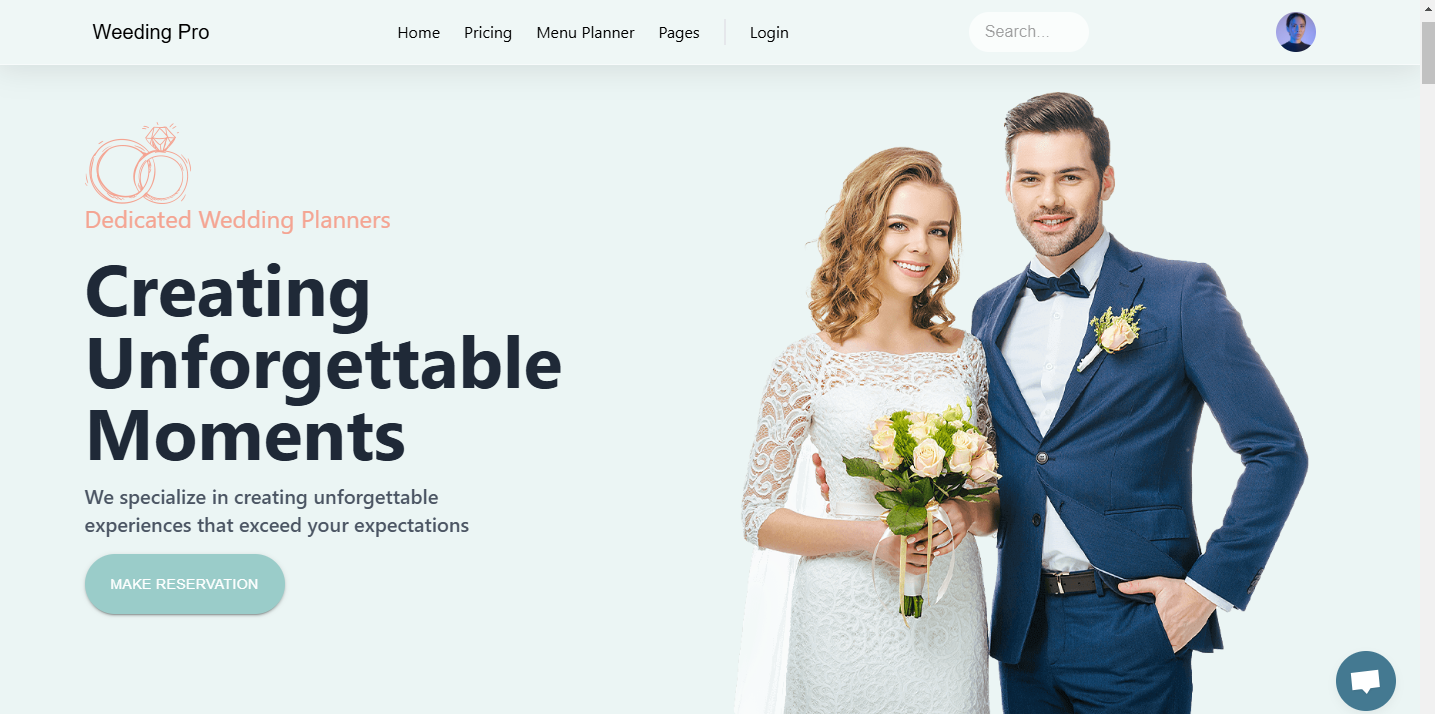 Weeding Pro
Home
Pricing
Menu Planner
Pages
Login
Search...
Dedicated Wedding Planners
Creating
Unforgettable
Moments
We specialize in creating unforgettable
experiences that exceed your expectations
MAKE RESERVATION